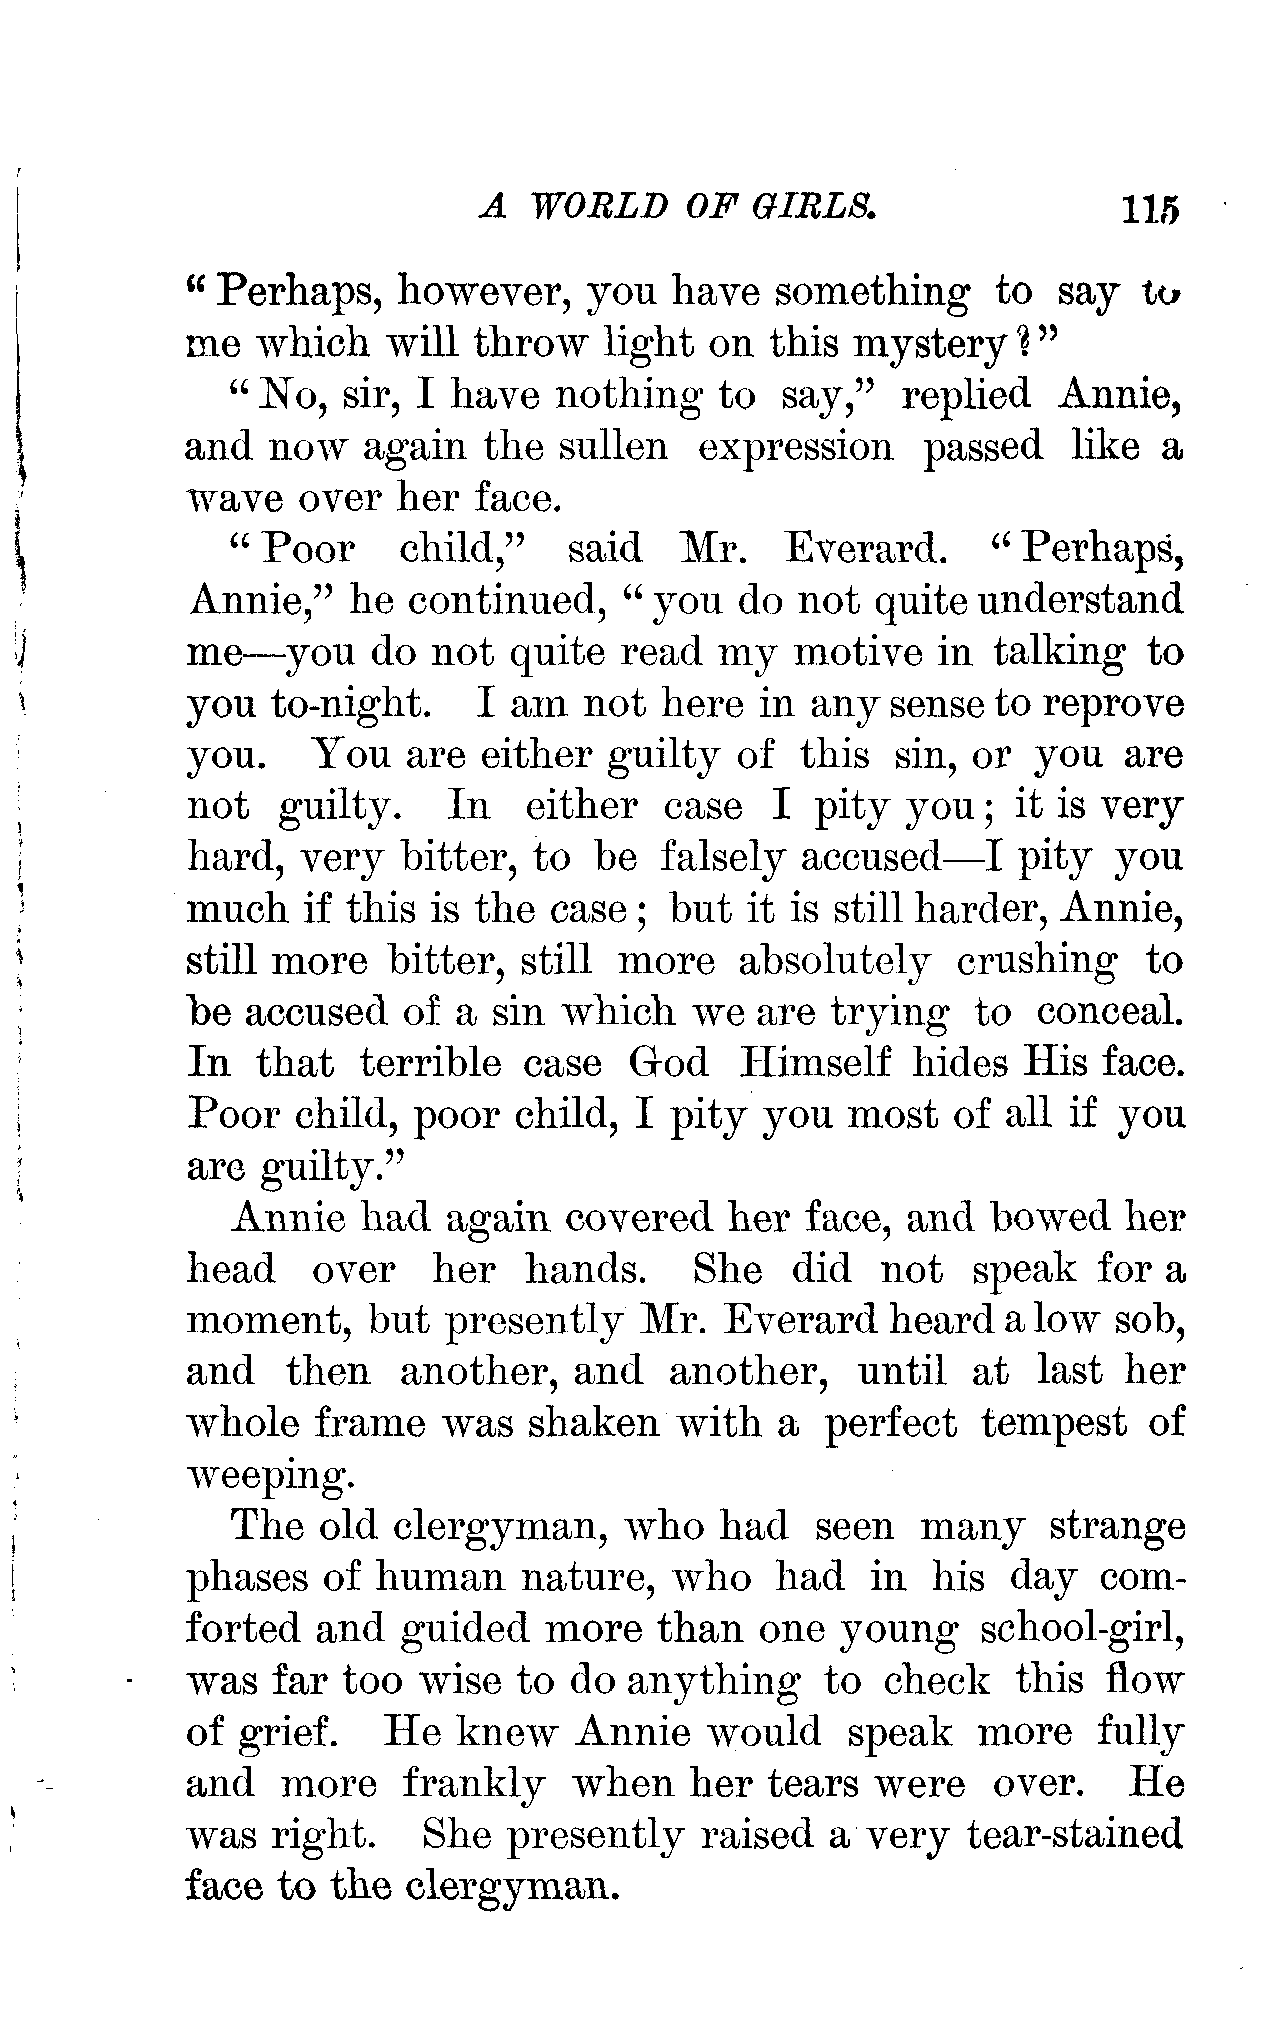 A WORLD OF GIRLS. 115
“Perhaps, however, you have something to say to
me which will throw light on this mystery?”
“No, sir, I have nothing to say,” replied Annie,
and now again the sullen expression passed like a
wave over her face.
“Poor child,” said Mr. Everard. “Perhaps,
Annie,” he continued, “you do not quite understand
me—you do not quite read my motive in talking to
you to-night. I am not here in any sense to reprove
you. You are either guilty of this sin, or you are
not guilty. In either case I pity you; it is very
hard, very bitter, to be falsely accused—I pity you
much if this is the case; but it is still harder, Annie,
still more bitter, still more absolutely crushing to
be accused of a sin which we are trying to conceal.
In that terrible case God Himself hides His face.
Poor child, poor child, I pity you most of all if you
are guilty.”
Annie had again covered her face, and bowed her
head over her hands. She did not speak for a
moment, but presently Mr. Everard heard a low sob,
and then another, and another, until at last her
whole frame was shaken with a perfect tempest of
weeping.
The old clergyman, who had seen many strange
phases of human nature, who had in his day com-
forted and guided more than one young school-girl,
was far too wise to do anything to check this flow
of grief. He knew Annie would speak more fully
and more frankly when her tears were over. He
was right. She presently raised a very tear-stained
face to the clergyman.